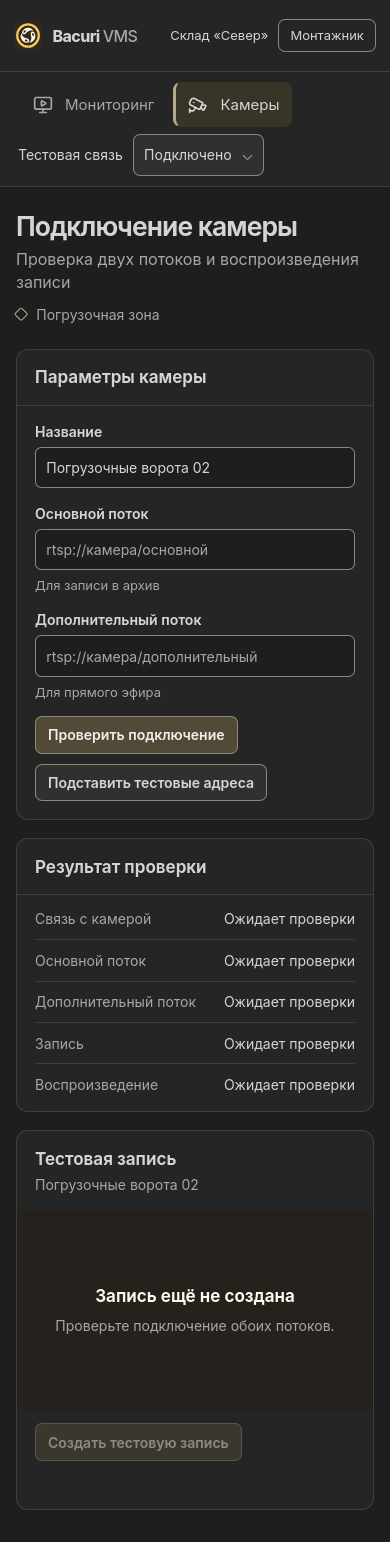 Bacuri VMS
Склад «Север»
Монтажник
Мониторинг
Камеры
Тестовая связь
Подключено
Подключение камеры
Проверка двух потоков и воспроизведения
записи
Погрузочная зона
Параметры камеры
Название
Погрузочные ворота 02
Основной поток
rtsp://камера/основной
Для записи в архив
Дополнительный поток
rtsp://камера/дополнительный
Для прямого эфира
Проверить подключение
Подставить тестовые адреса
Результат проверки
Связь с камерой Ожидает проверки
Основной поток Ожидает проверки
Дополнительный поток Ожидает проверки
Запись Ожидает проверки
Воспроизведение Ожидает проверки
Тестовая запись
Погрузочные ворота 02
Запись ещё не создана
Проверьте подключение обоих потоков.
Создать тестовую запись